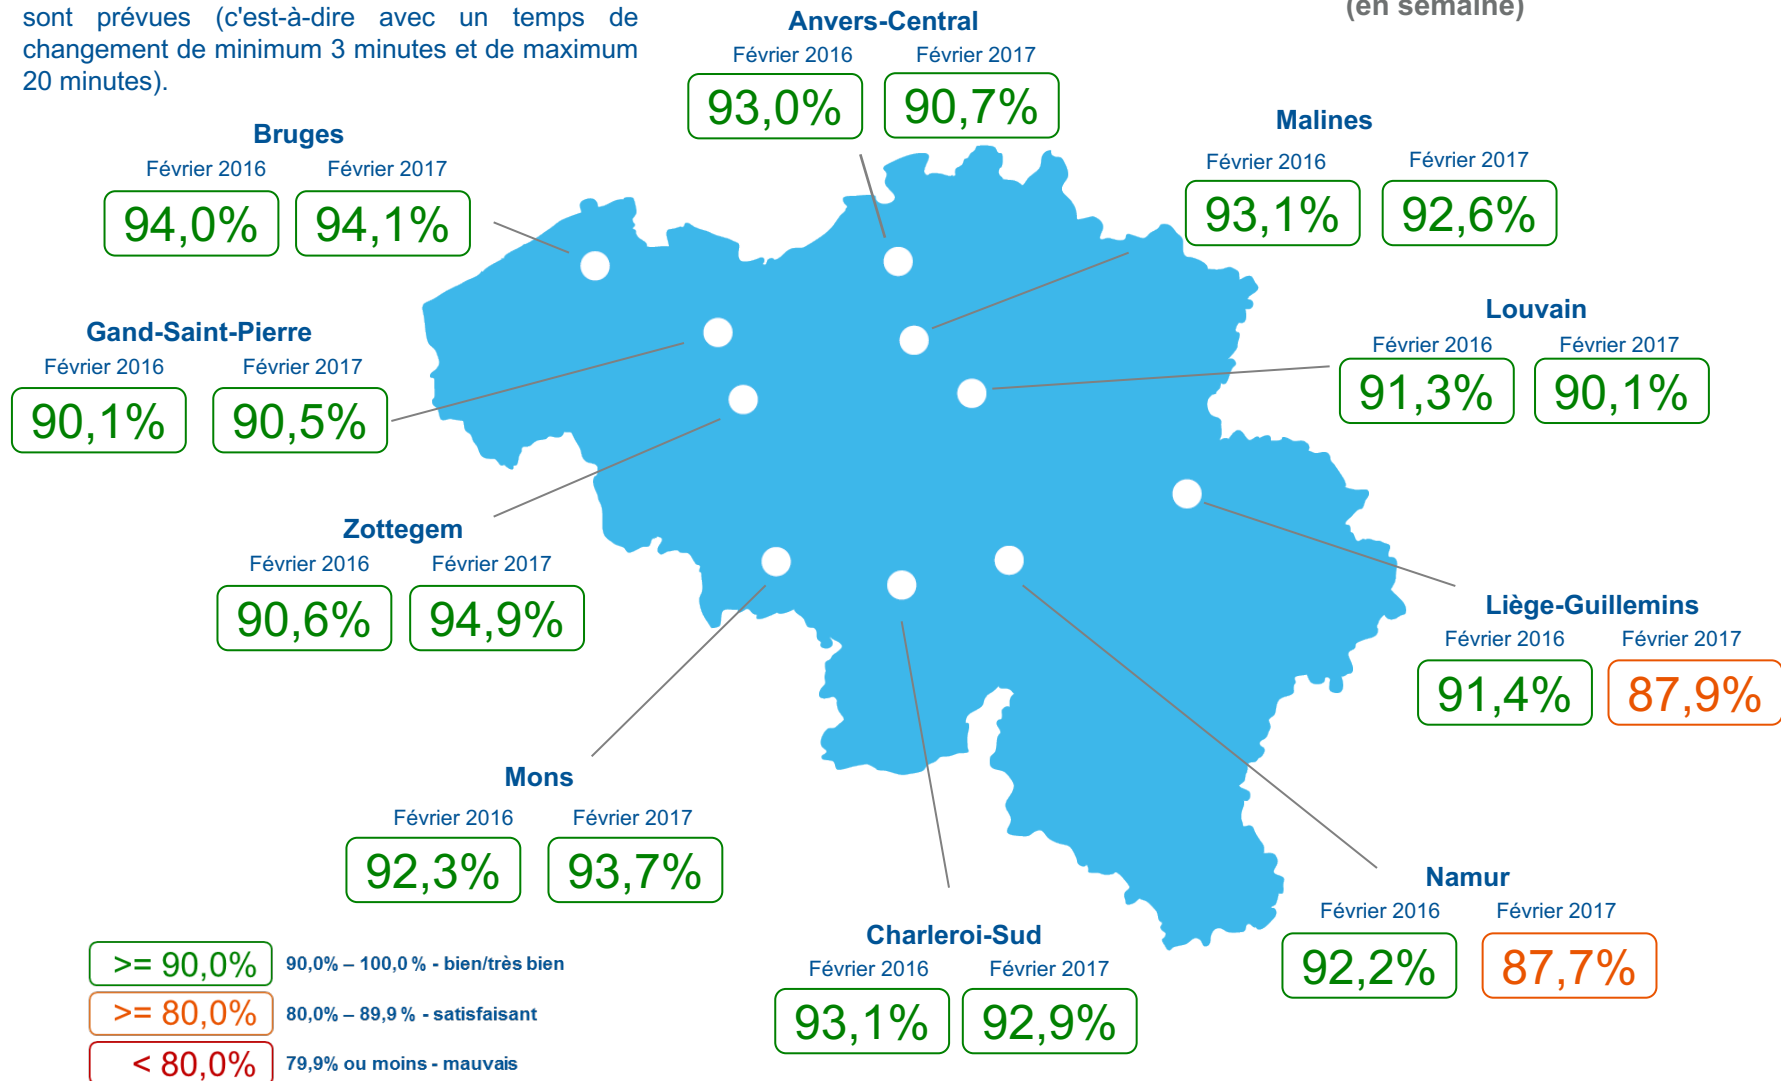 sont prévues (c'est-à-dire avec un temps de
changement de minimum 3 minutes et de maximum
20 minutes).
(en semaine)
Anvers-Central
Février 2016 Février 2017
93,0% 90,7%
Bruges
Février 2016 Février 2017
94,0% 94,1%
Malines
Février 2016 Février 2017
93,1% 92,6%
Gand-Saint-Pierre
Février 2016 Février 2017
90,1% 90,5%
Louvain
Février 2016 Février 2017
91,3% 90,1%
Zottegem
Février 2016 Février 2017
90,6% 94,9%
Liège-Guillemins
Février 2016 Février 2017
91,4% 87,9%
Mons
Février 2016 Février 2017
92,3% 93,7%
Namur
Février 2016 Février 2017
92,2% 87,7%
Charleroi-Sud
Février 2016 Février 2017
93,1% 92,9%
>= 90,0% 90,0% – 100,0 % - bien/très bien
>= 80,0% 80,0% – 89,9 % - satisfaisant
< 80,0% 79,9% ou moins - mauvais